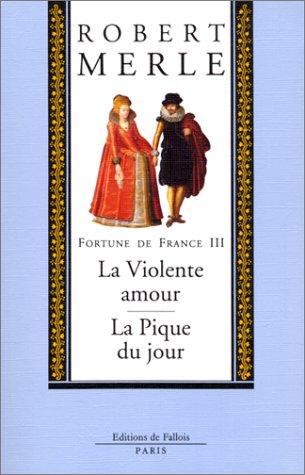 ROBERT
MERLE
FORTUNE DE FRANCE III
La Violente
amour
La Pique
du jour
Editions de Fallois
PARIS